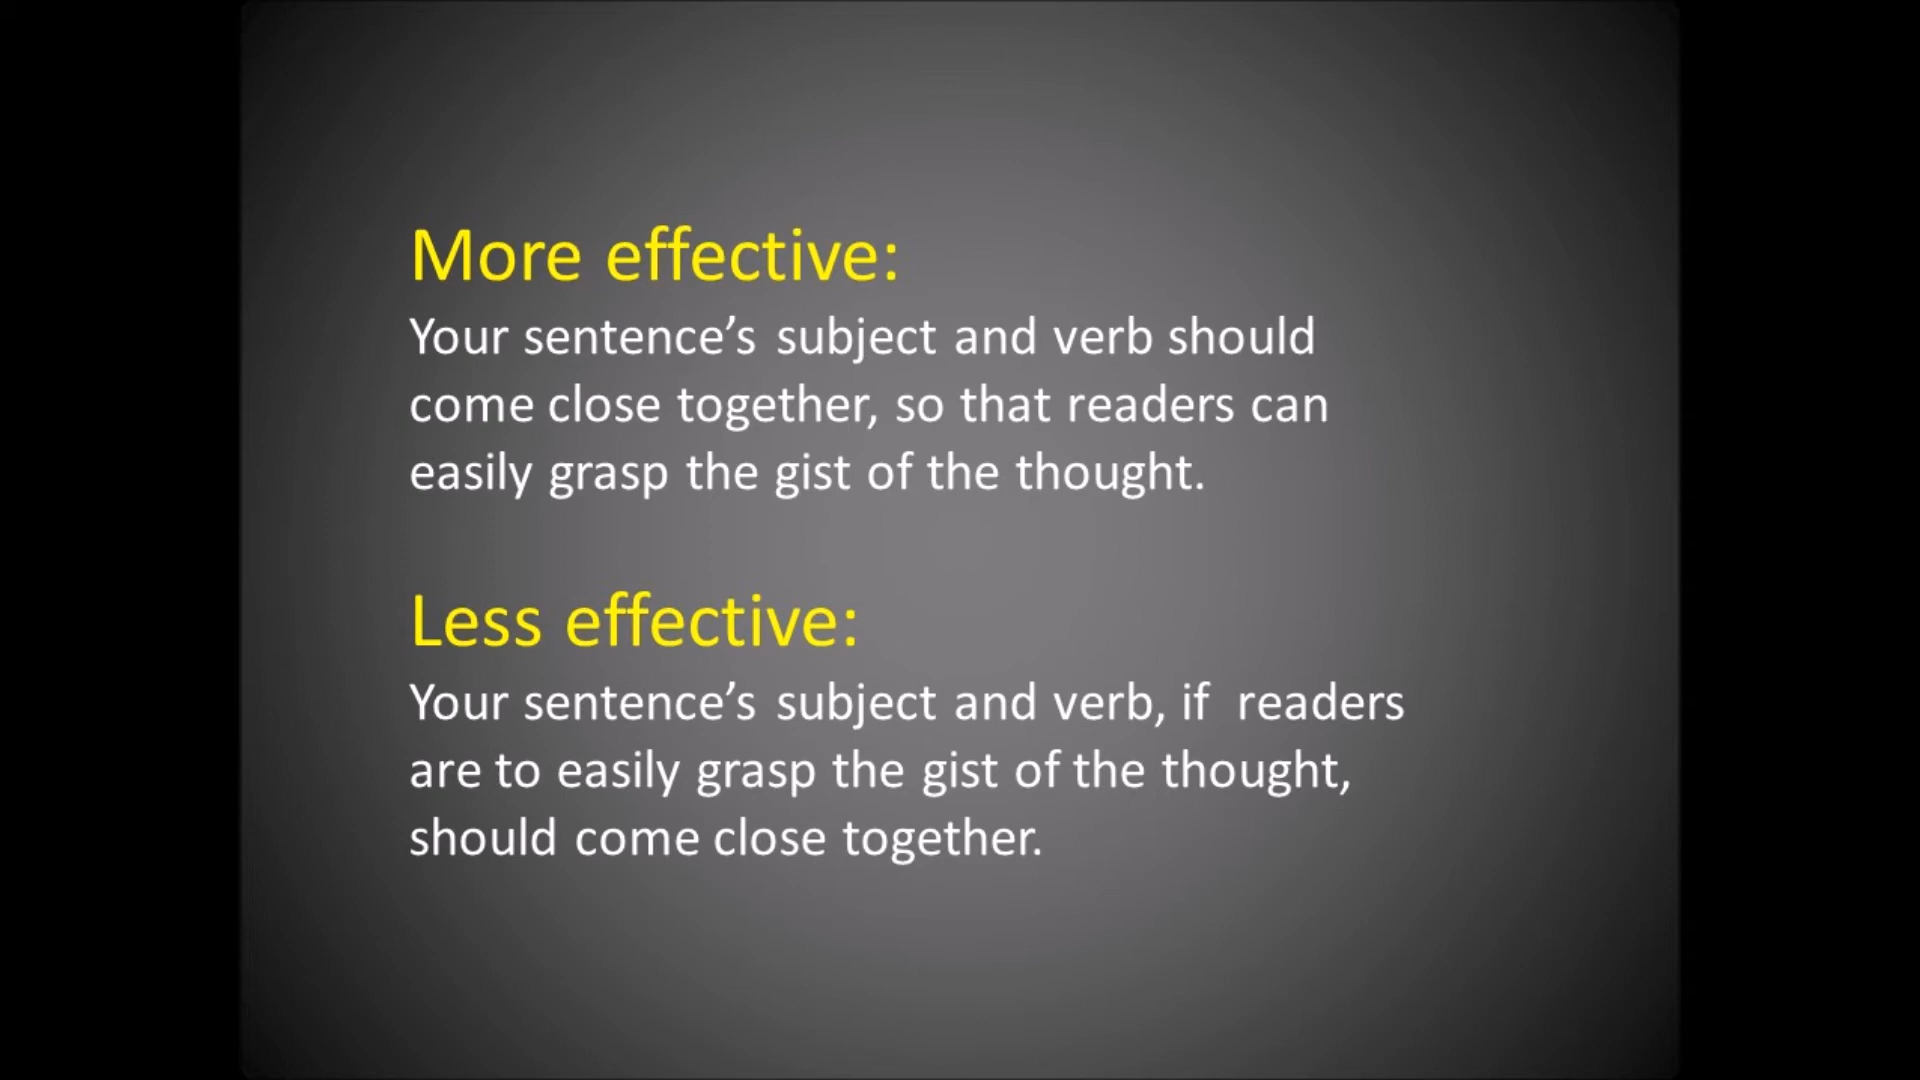 More effective:
Your sentence’s subject and verb should
come close together, so that readers can
easily grasp the gist of the thought.
Less effective:
Your sentence’s subject and verb, if readers
are to easily grasp the gist of the thought,
should come close together.